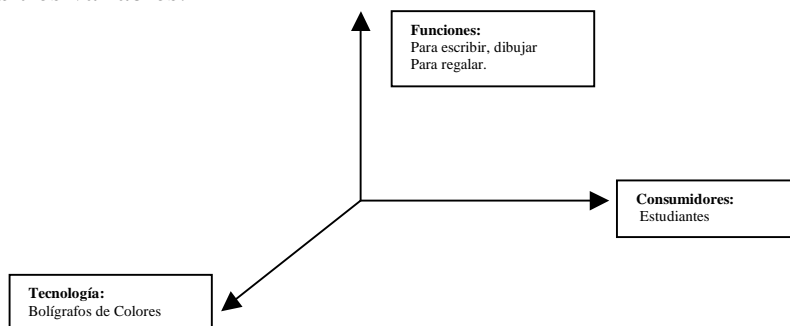 Funciones:
Para escribir, dibujar
Para regalar.
Consumidores:
Estudiantes
Tecnología:
Bolígrafos de Colores